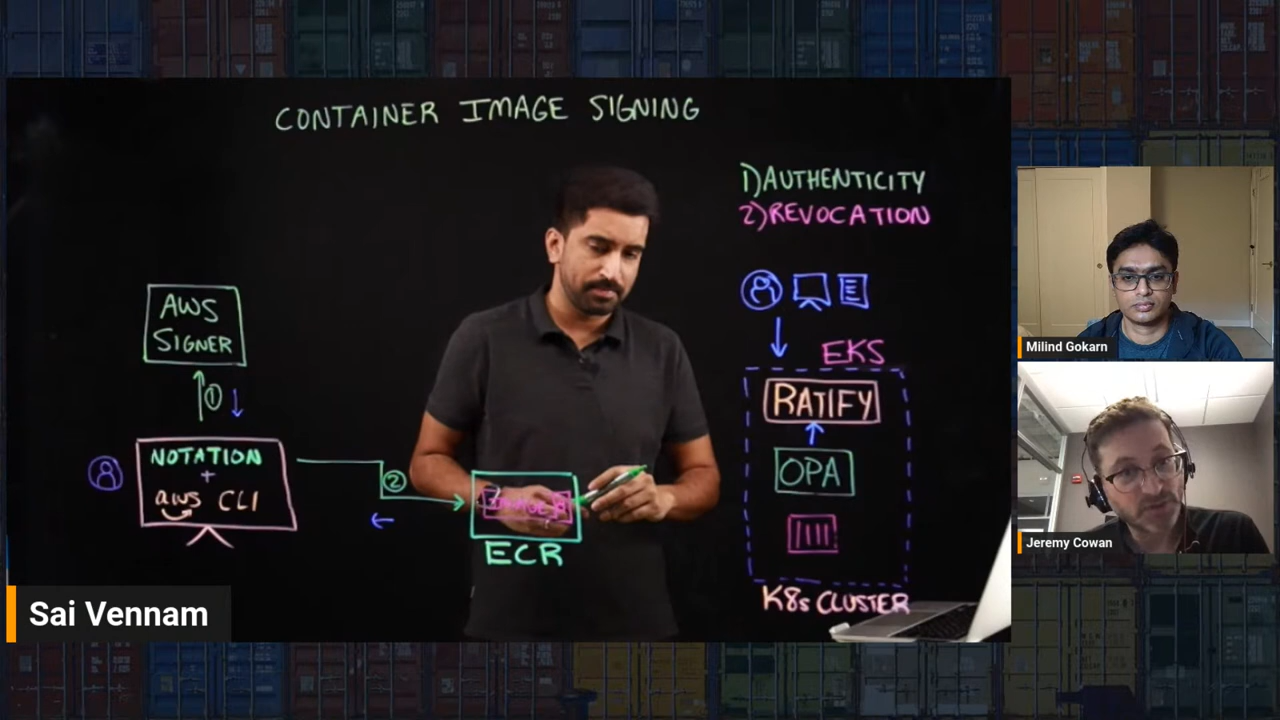 CONTAINER IMAGE SIGNING
1) AUTHENTICITY
2) REVOCATION
AWS
SIGNER
1
NOTATION
+
aws CLI
2
IMAGE
ECR
EKS
RATIFY
OPA
K8s CLUSTER
Sai Vennam
Milind Gokarn
Jeremy Cowan